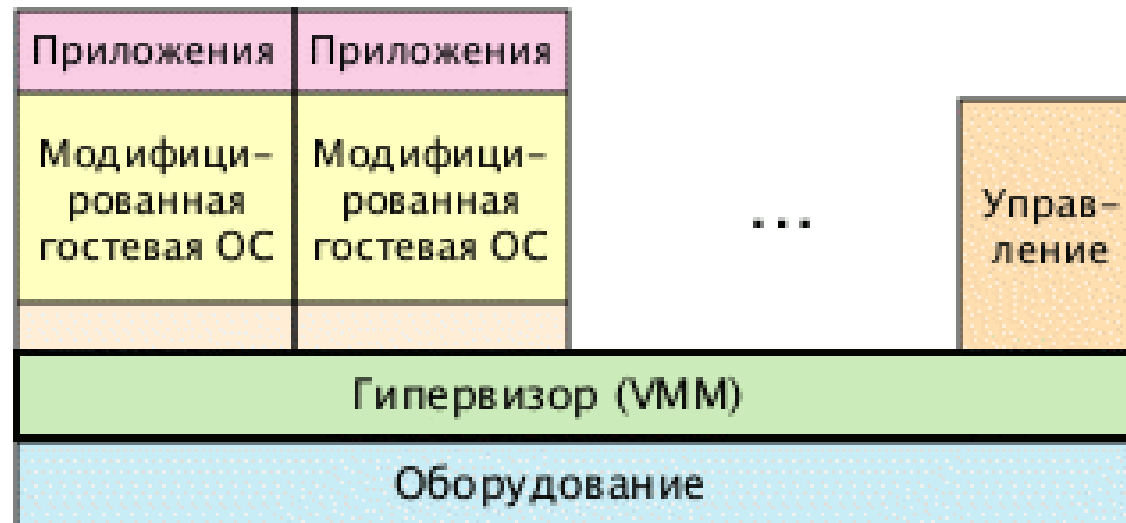 Приложения
Приложения
Модифици-
рованная
гостевая ОС
Модифици-
рованная
гостевая ОС
...
Управ-
ление
Гипервизор (VMM)
Оборудование